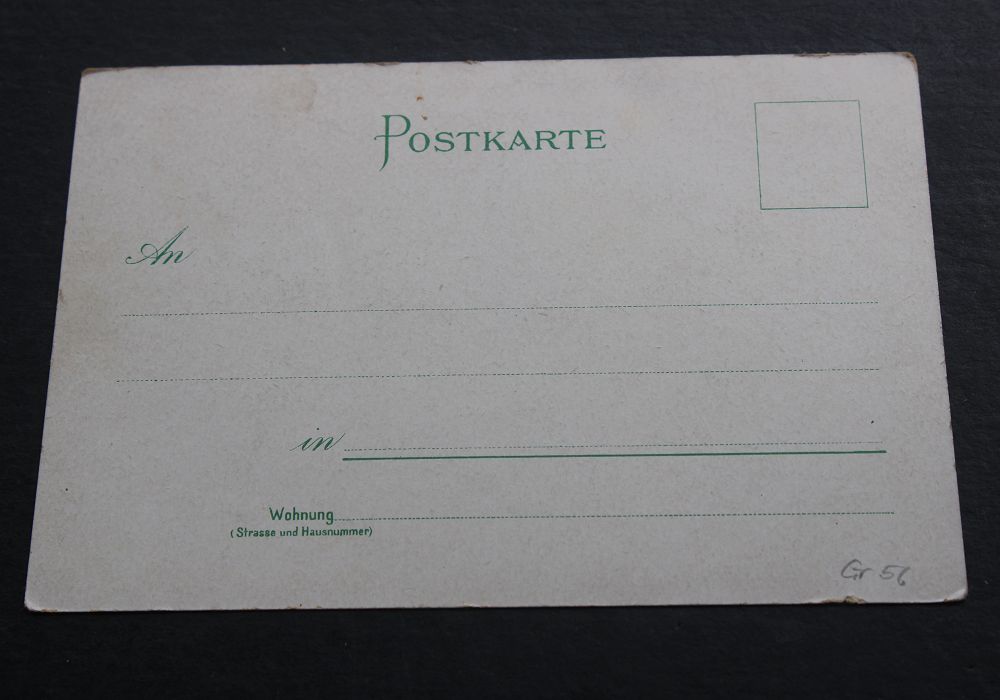 POSTKARTE
An
in
Wohnung
(Strasse und Hausnummer)
Gr 56